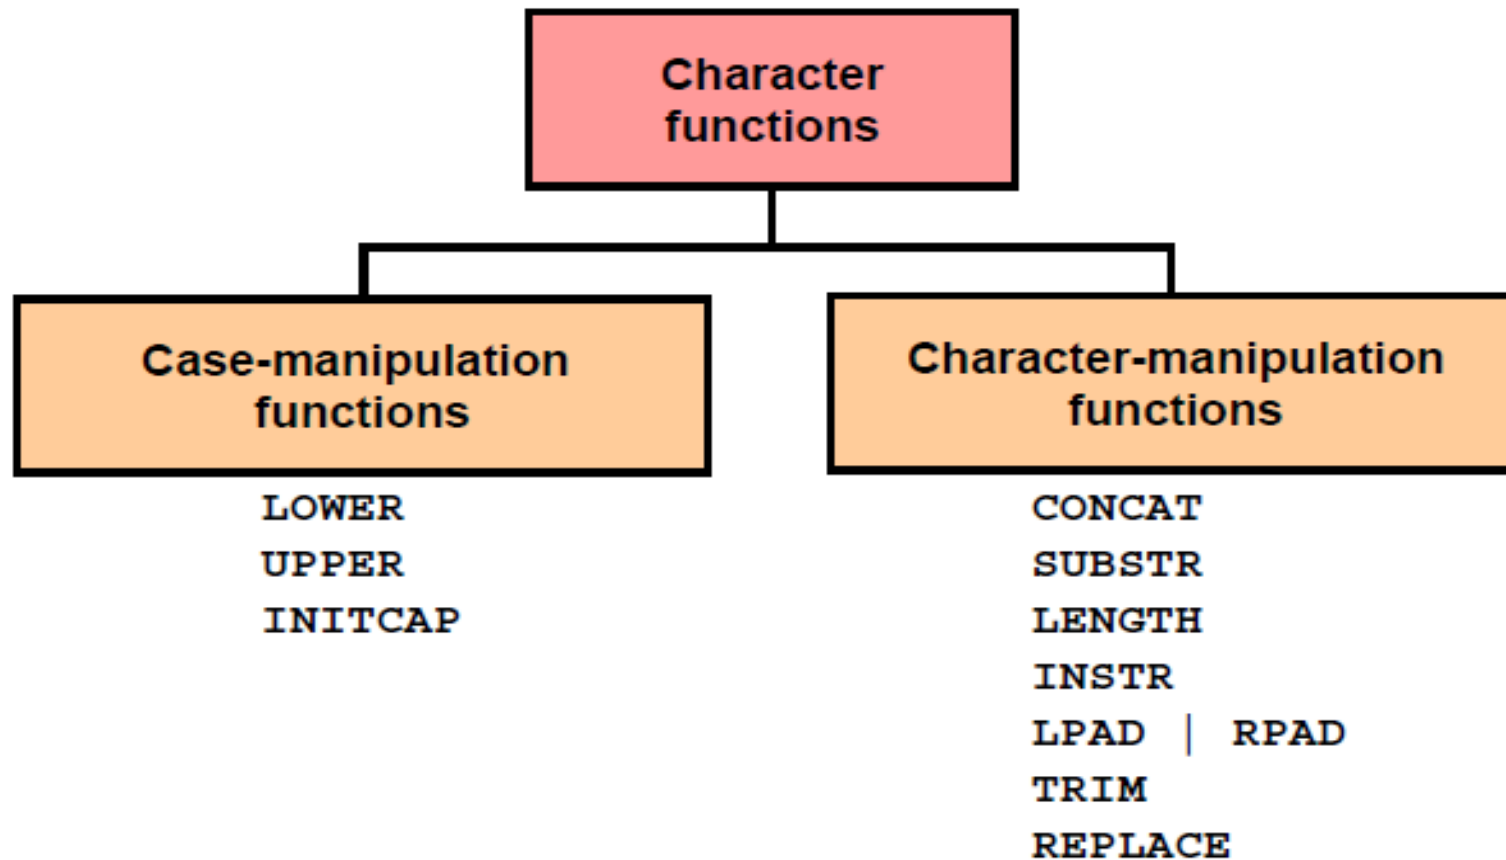 Character
functions
Case-manipulation
functions
Character-manipulation
functions
LOWER
UPPER
INITCAP
CONCAT
SUBSTR
LENGTH
INSTR
LPAD | RPAD
TRIM
REPLACE